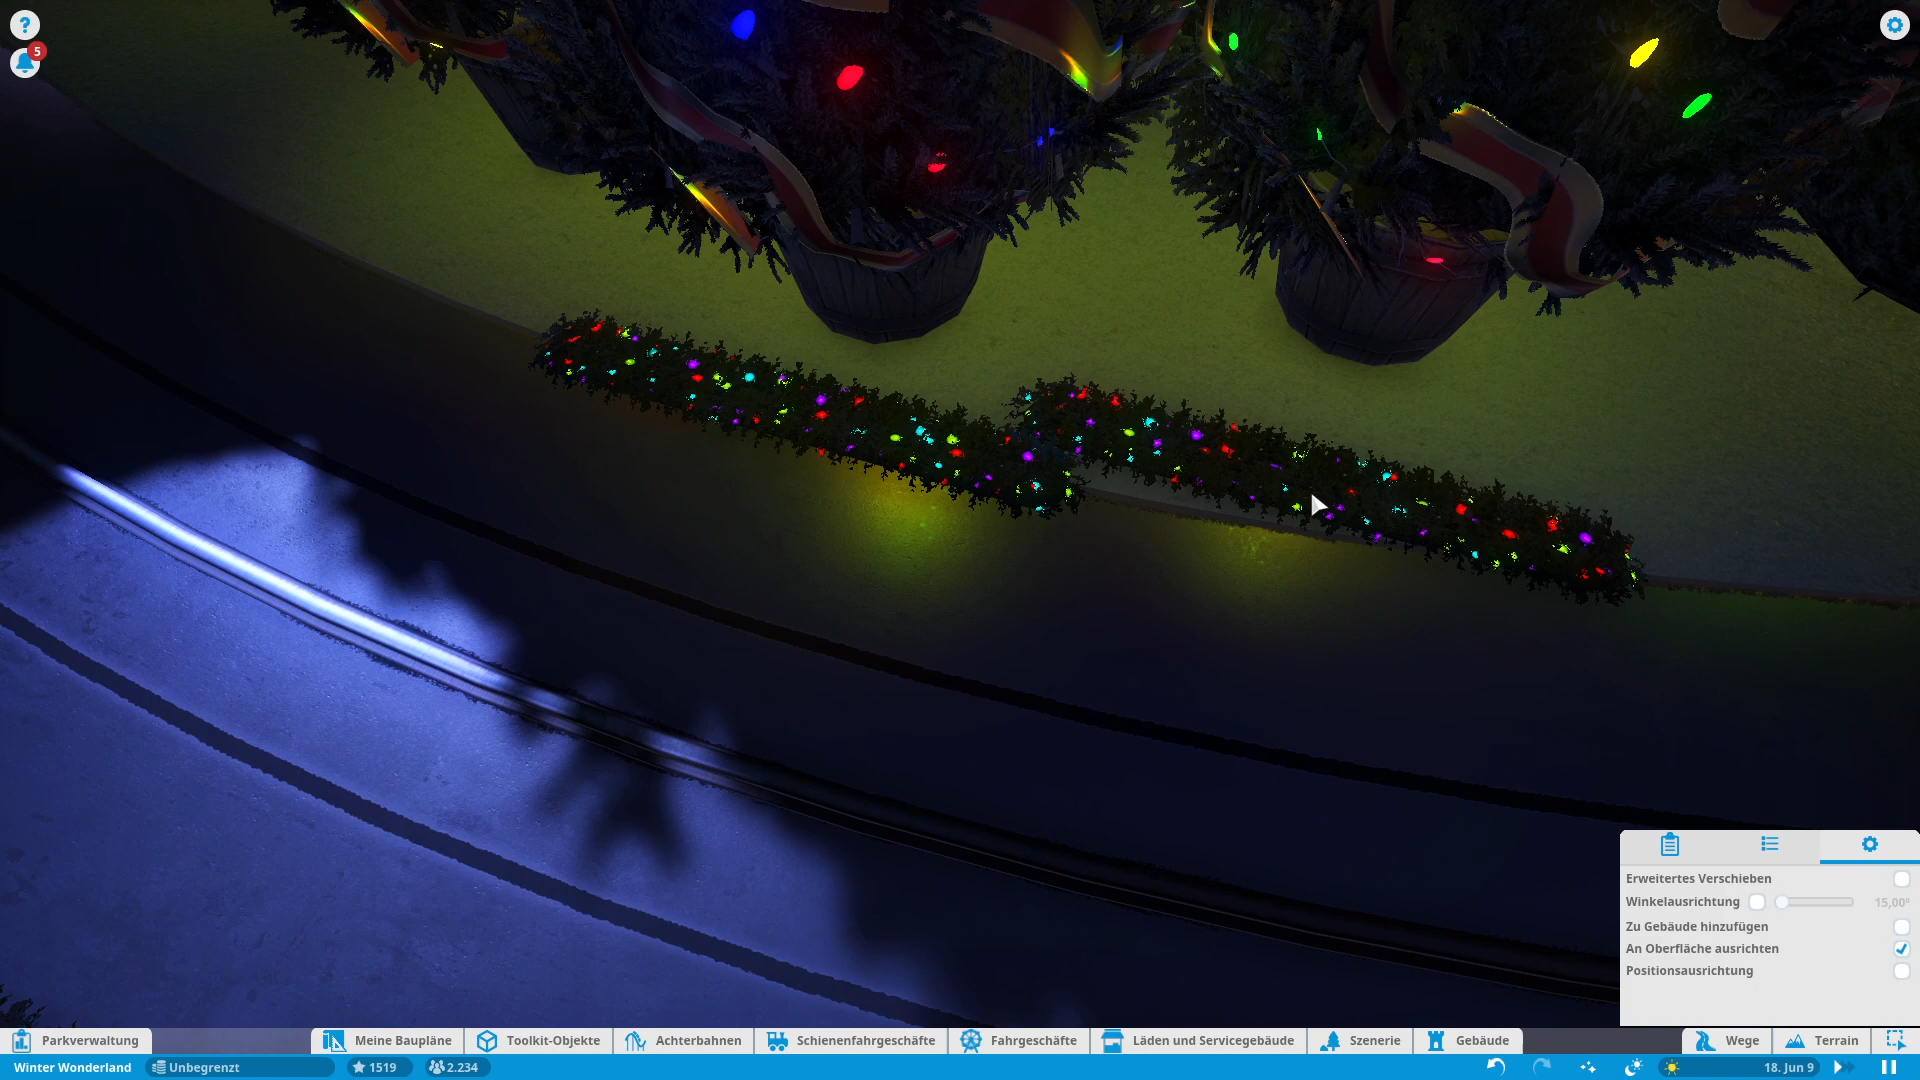 ?
5
Erweitertes Verschieben
Winkelausrichtung 15,00°
Zu Gebäude hinzufügen
An Oberfläche ausrichten
Positionsausrichtung
Parkverwaltung Meine Baupläne Toolkit-Objekte Achterbahnen Schienenfahrgeschäfte Fahrgeschäfte Läden und Servicegebäude Szenerie Gebäude Wege Terrain
Winter Wonderland Unbegrenzt 1519 2.234 18. Jun 9